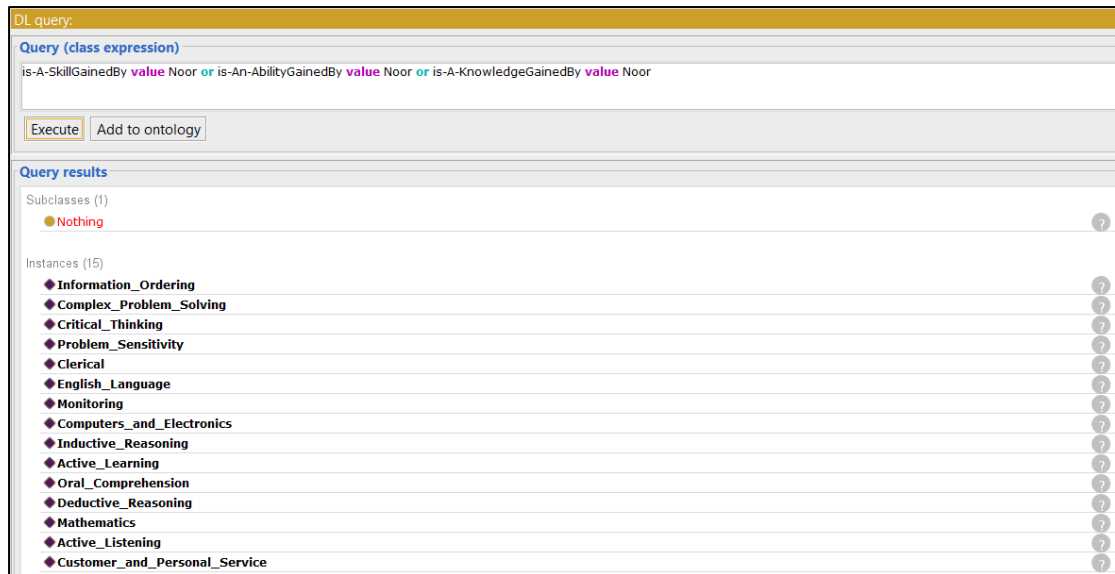 DL query:
Query (class expression)
is-A-SkillGainedBy value Noor or is-An-AbilityGainedBy value Noor or is-A-KnowledgeGainedBy value Noor
Execute Add to ontology
Query results
Subclasses (1)
Nothing ?
Instances (15)
Information_Ordering ?
Complex_Problem_Solving ?
Critical_Thinking ?
Problem_Sensitivity ?
Clerical ?
English_Language ?
Monitoring ?
Computers_and_Electronics ?
Inductive_Reasoning ?
Active_Learning ?
Oral_Comprehension ?
Deductive_Reasoning ?
Mathematics ?
Active_Listening ?
Customer_and_Personal_Service ?